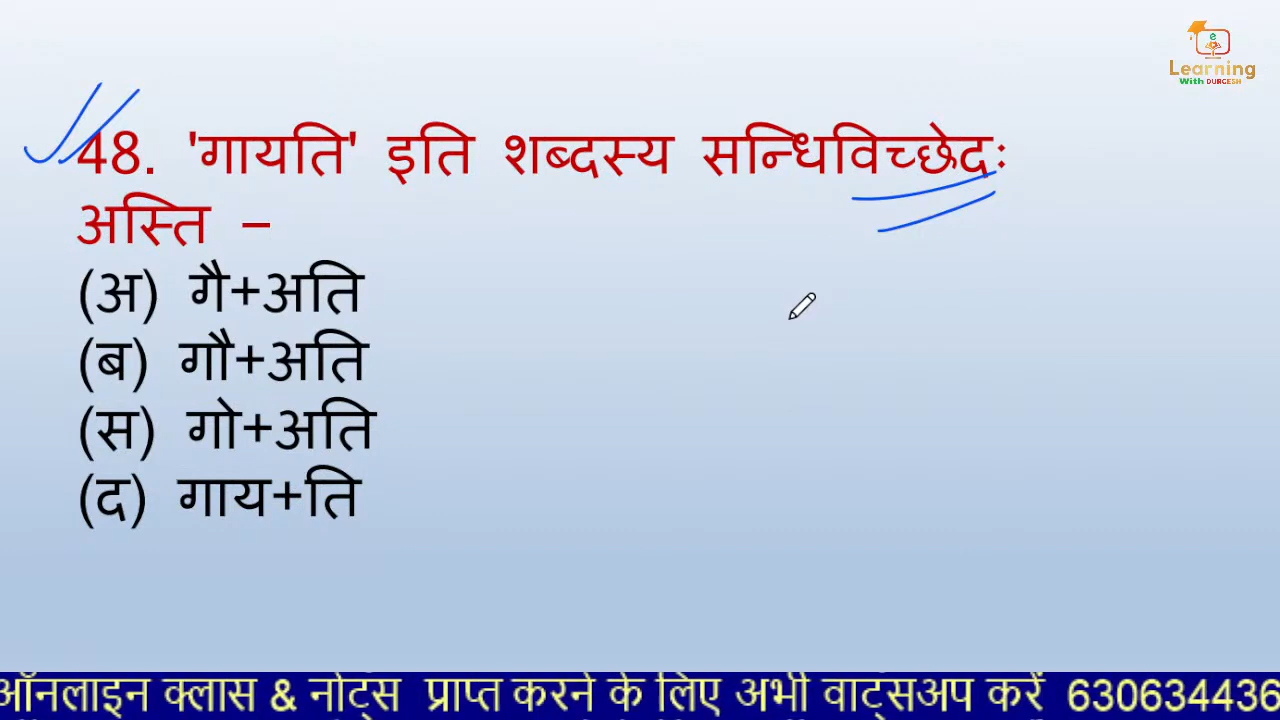 e
Learning
With DURGESH
48. 'गायति' इति शब्दस्य सन्धिविच्छेदः
अस्ति –
(अ) गै+अति
(ब) गौ+अति
(स) गो+अति
(द) गाय+ति
ऑनलाइन क्लास & नोट्स प्राप्त करने के लिए अभी वाट्सअप करें 630634436